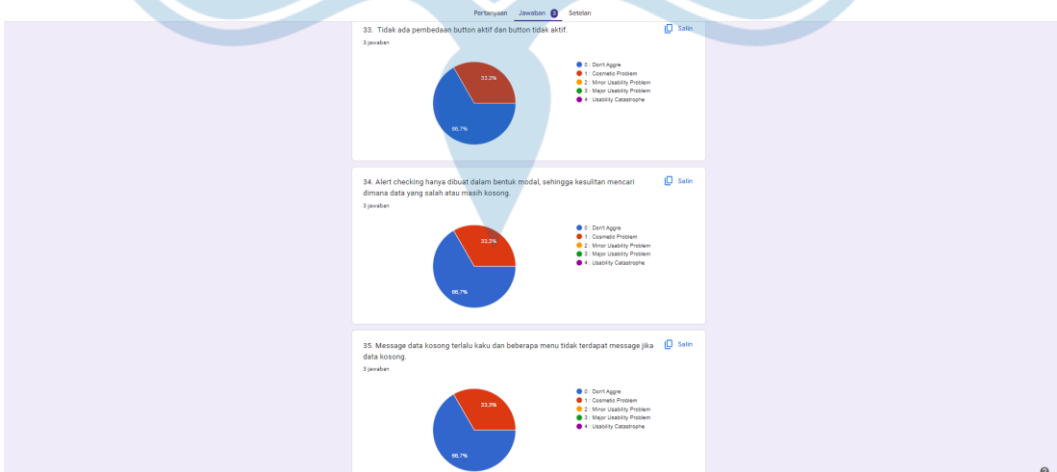 Pertanyaan Jawaban 3 Setelan
33. Tidak ada pembedaan button aktif dan button tidak aktif.
Salin
3 jawaban
0 : Don't Aggre
1 : Cosmetic Problem
2 : Minor Usability Problem
3 : Major Usability Problem
4 : Usability Catastrophe
33,3%
66,7%
34. Alert checking hanya dibuat dalam bentuk modal, sehingga kesulitan mencari
dimana data yang salah atau masih kosong.
Salin
3 jawaban
0 : Don't Aggre
1 : Cosmetic Problem
2 : Minor Usability Problem
3 : Major Usability Problem
4 : Usability Catastrophe
33,3%
66,7%
35. Message data kosong terlalu kaku dan beberapa menu tidak terdapat message jika
data kosong.
Salin
3 jawaban
0 : Don't Aggre
1 : Cosmetic Problem
2 : Minor Usability Problem
3 : Major Usability Problem
4 : Usability Catastrophe
33,3%
66,7%